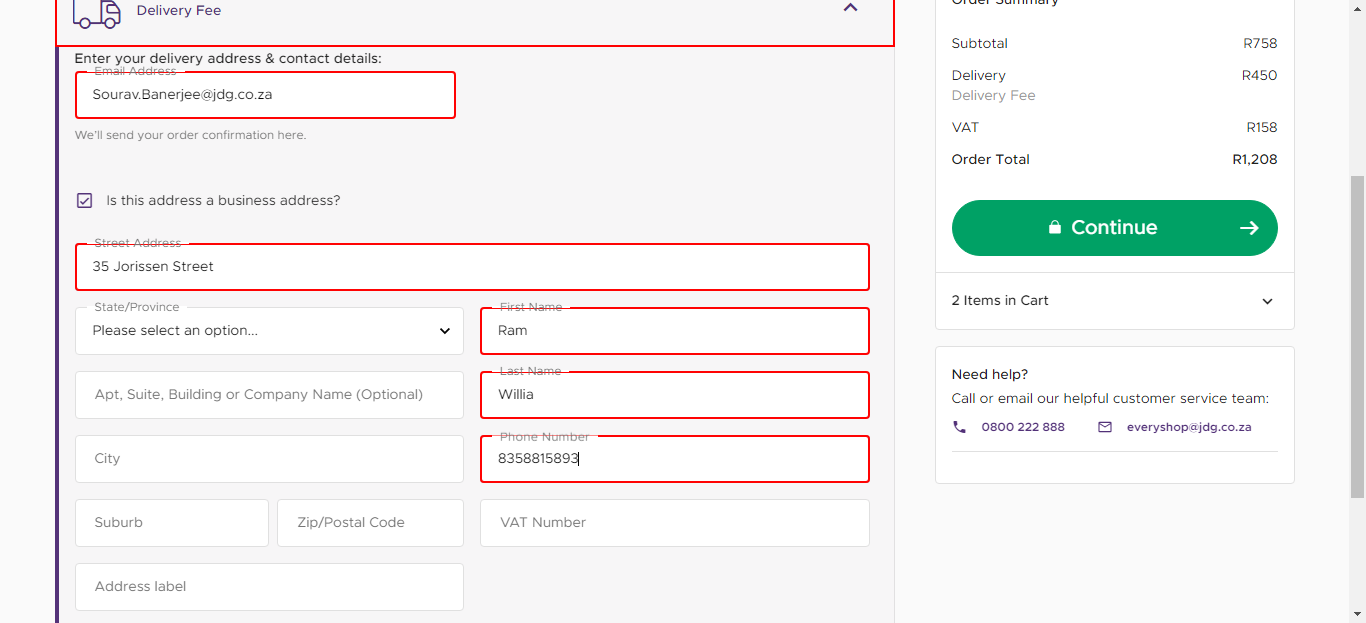 Delivery Fee
Enter your delivery address & contact details:
Email Address
Sourav.Banerjee@jdg.co.za
We'll send your order confirmation here.
Is this address a business address?
Street Address
35 Jorissen Street
State/Province
Please select an option...
First Name
Ram
Apt, Suite, Building or Company Name (Optional)
Last Name
Willia
City
Phone Number
8358815893
Suburb
Zip/Postal Code
VAT Number
Address label
Order Summary
Subtotal R758
Delivery R450
Delivery Fee
VAT R158
Order Total R1,208
Continue
2 Items in Cart
Need help?
Call or email our helpful customer service team:
0800 222 888 everyshop@jdg.co.za